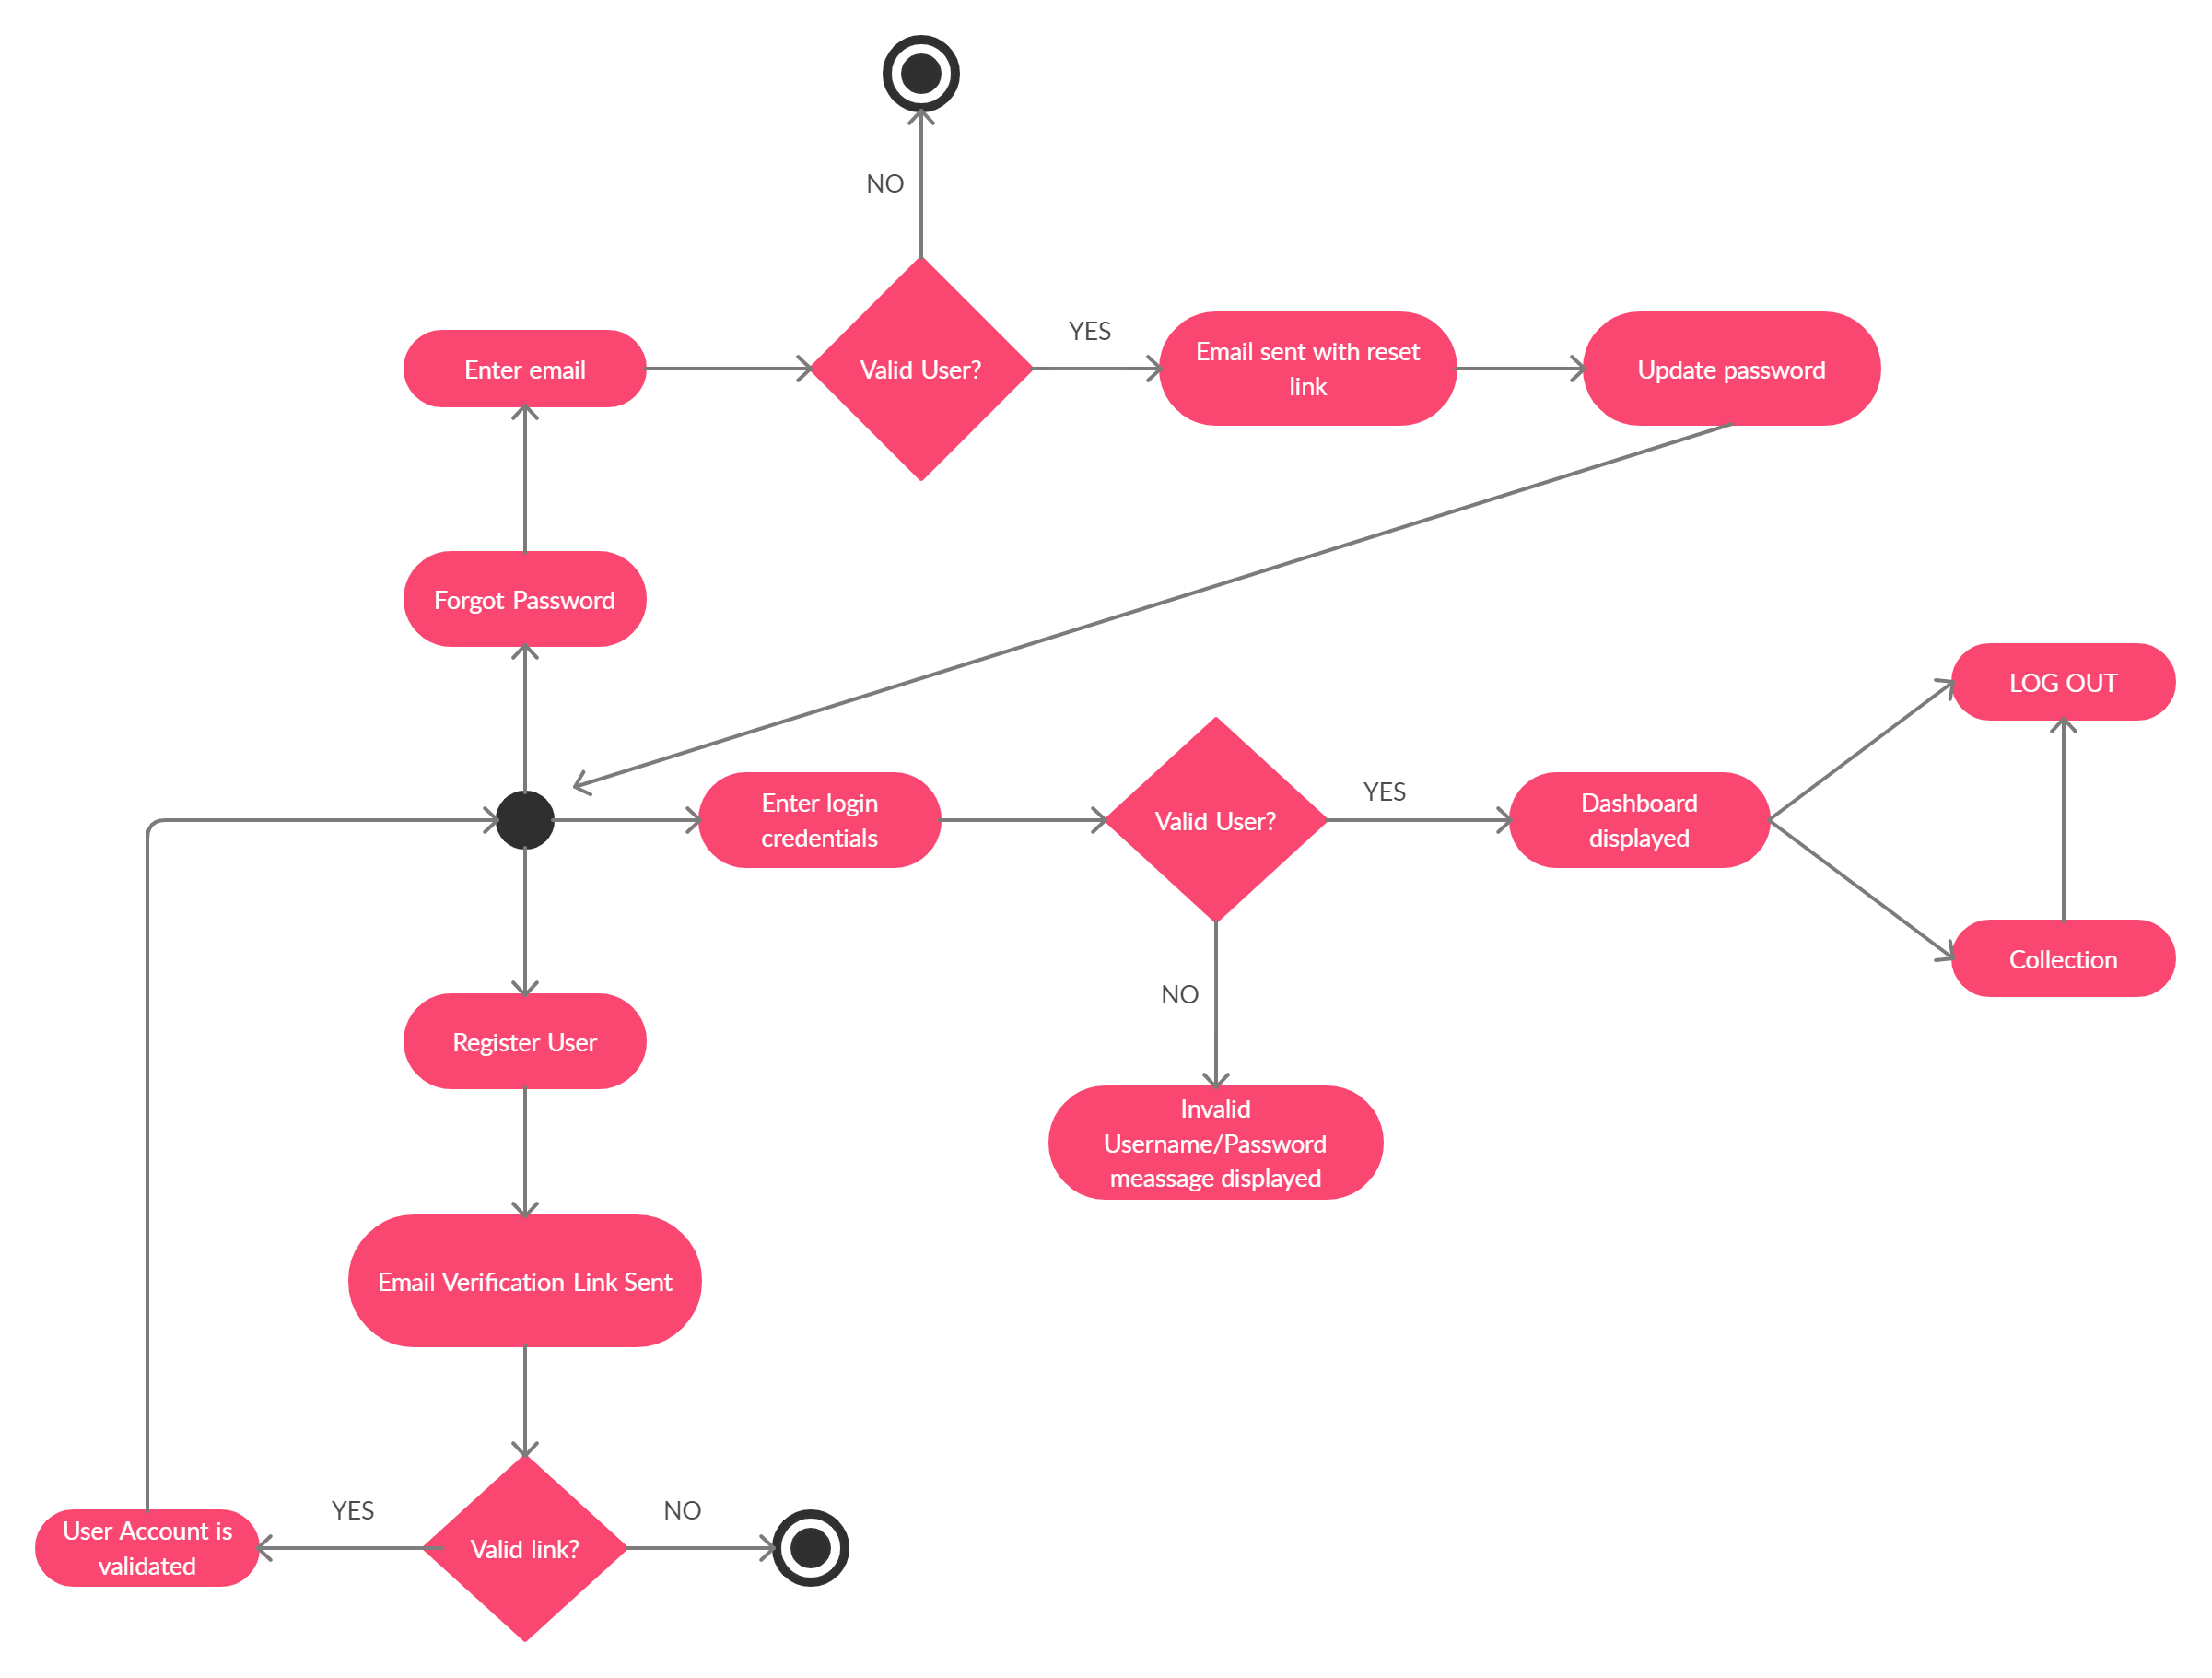 NO
Enter email
Valid User?
YES
Email sent with reset
link
Update password
Forgot Password
LOG OUT
Enter login
credentials
Valid User?
YES
Dashboard
displayed
Collection
NO
Register User
Invalid
Username/Password
meassage displayed
Email Verification Link Sent
User Account is
validated
YES
Valid link?
NO